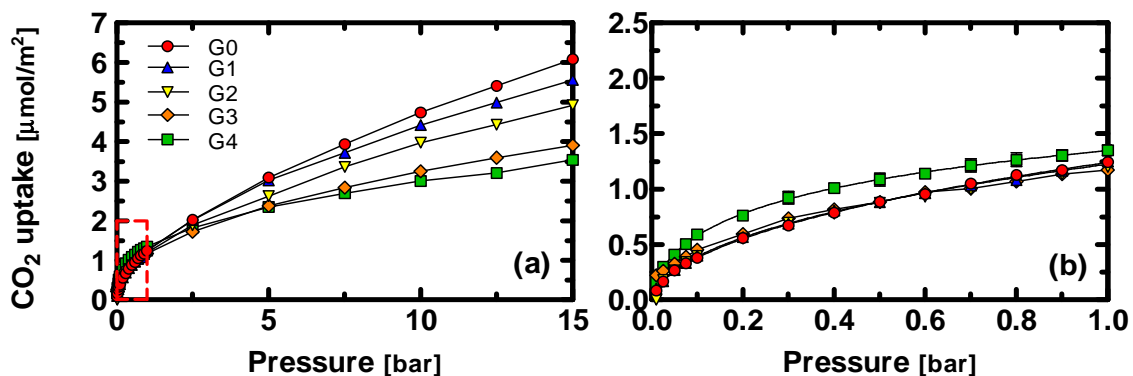 CO2 uptake [μmol/m2]
7
6
5
4
3
2
1
0
G0
G1
G2
G3
G4
(a)
0
5
10
15
Pressure [bar]
2.5
2.0
1.5
1.0
0.5
0.0
(b)
0.0
0.2
0.4
0.6
0.8
1.0
Pressure [bar]